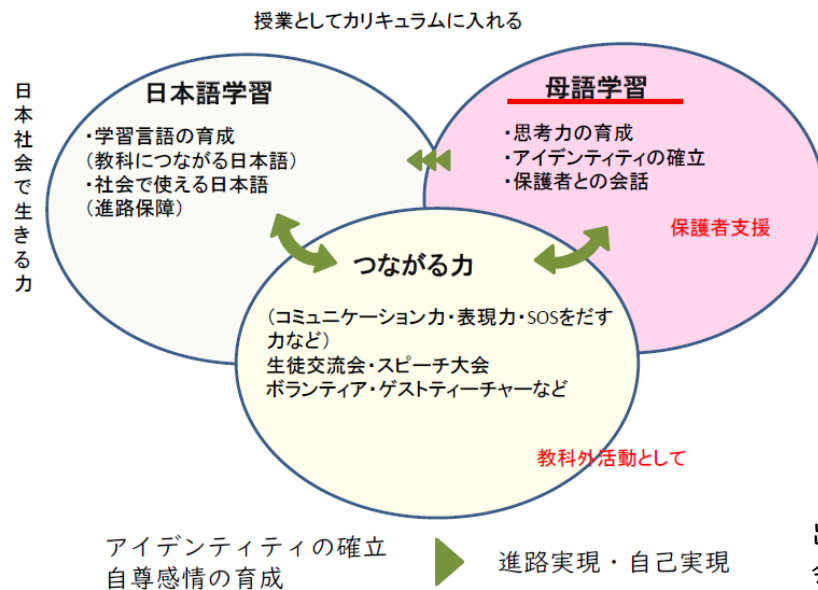 授業としてカリキュラムに入れる
日本社会で生きる力
日本語学習
・学習言語の育成
(教科につながる日本語)
・社会で使える日本語
(進路保障)
母語学習
・思考力の育成
・アイデンティティの確立
・保護者との会話
保護者支援
つながる力
(コミュニケーション力・表現力・SOSをだす
力など)
生徒交流会・スピーチ大会
ボランティア・ゲストティーチャーなど
教科外活動として
アイデンティティの確立
自尊感情の育成
進路実現・自己実現